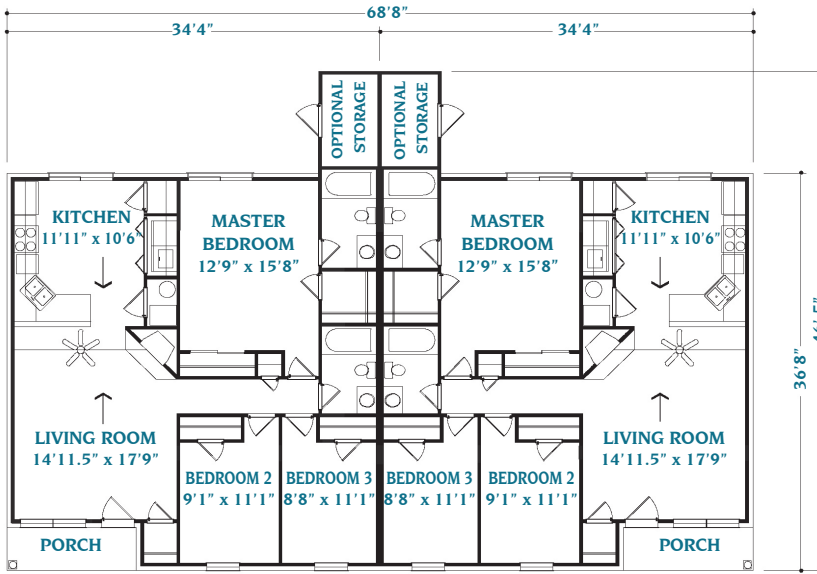 68'8"
34'4"
34'4"
OPTIONAL
STORAGE
OPTIONAL
STORAGE
KITCHEN
11'11" x 10'6"
MASTER
BEDROOM
12'9" x 15'8"
MASTER
BEDROOM
12'9" x 15'8"
KITCHEN
11'11" x 10'6"
36'8"
LIVING ROOM
14'11.5" x 17'9"
BEDROOM 2
9'1" x 11'1"
BEDROOM 3
8'8" x 11'1"
BEDROOM 3
8'8" x 11'1"
BEDROOM 2
9'1" x 11'1"
LIVING ROOM
14'11.5" x 17'9"
PORCH
PORCH